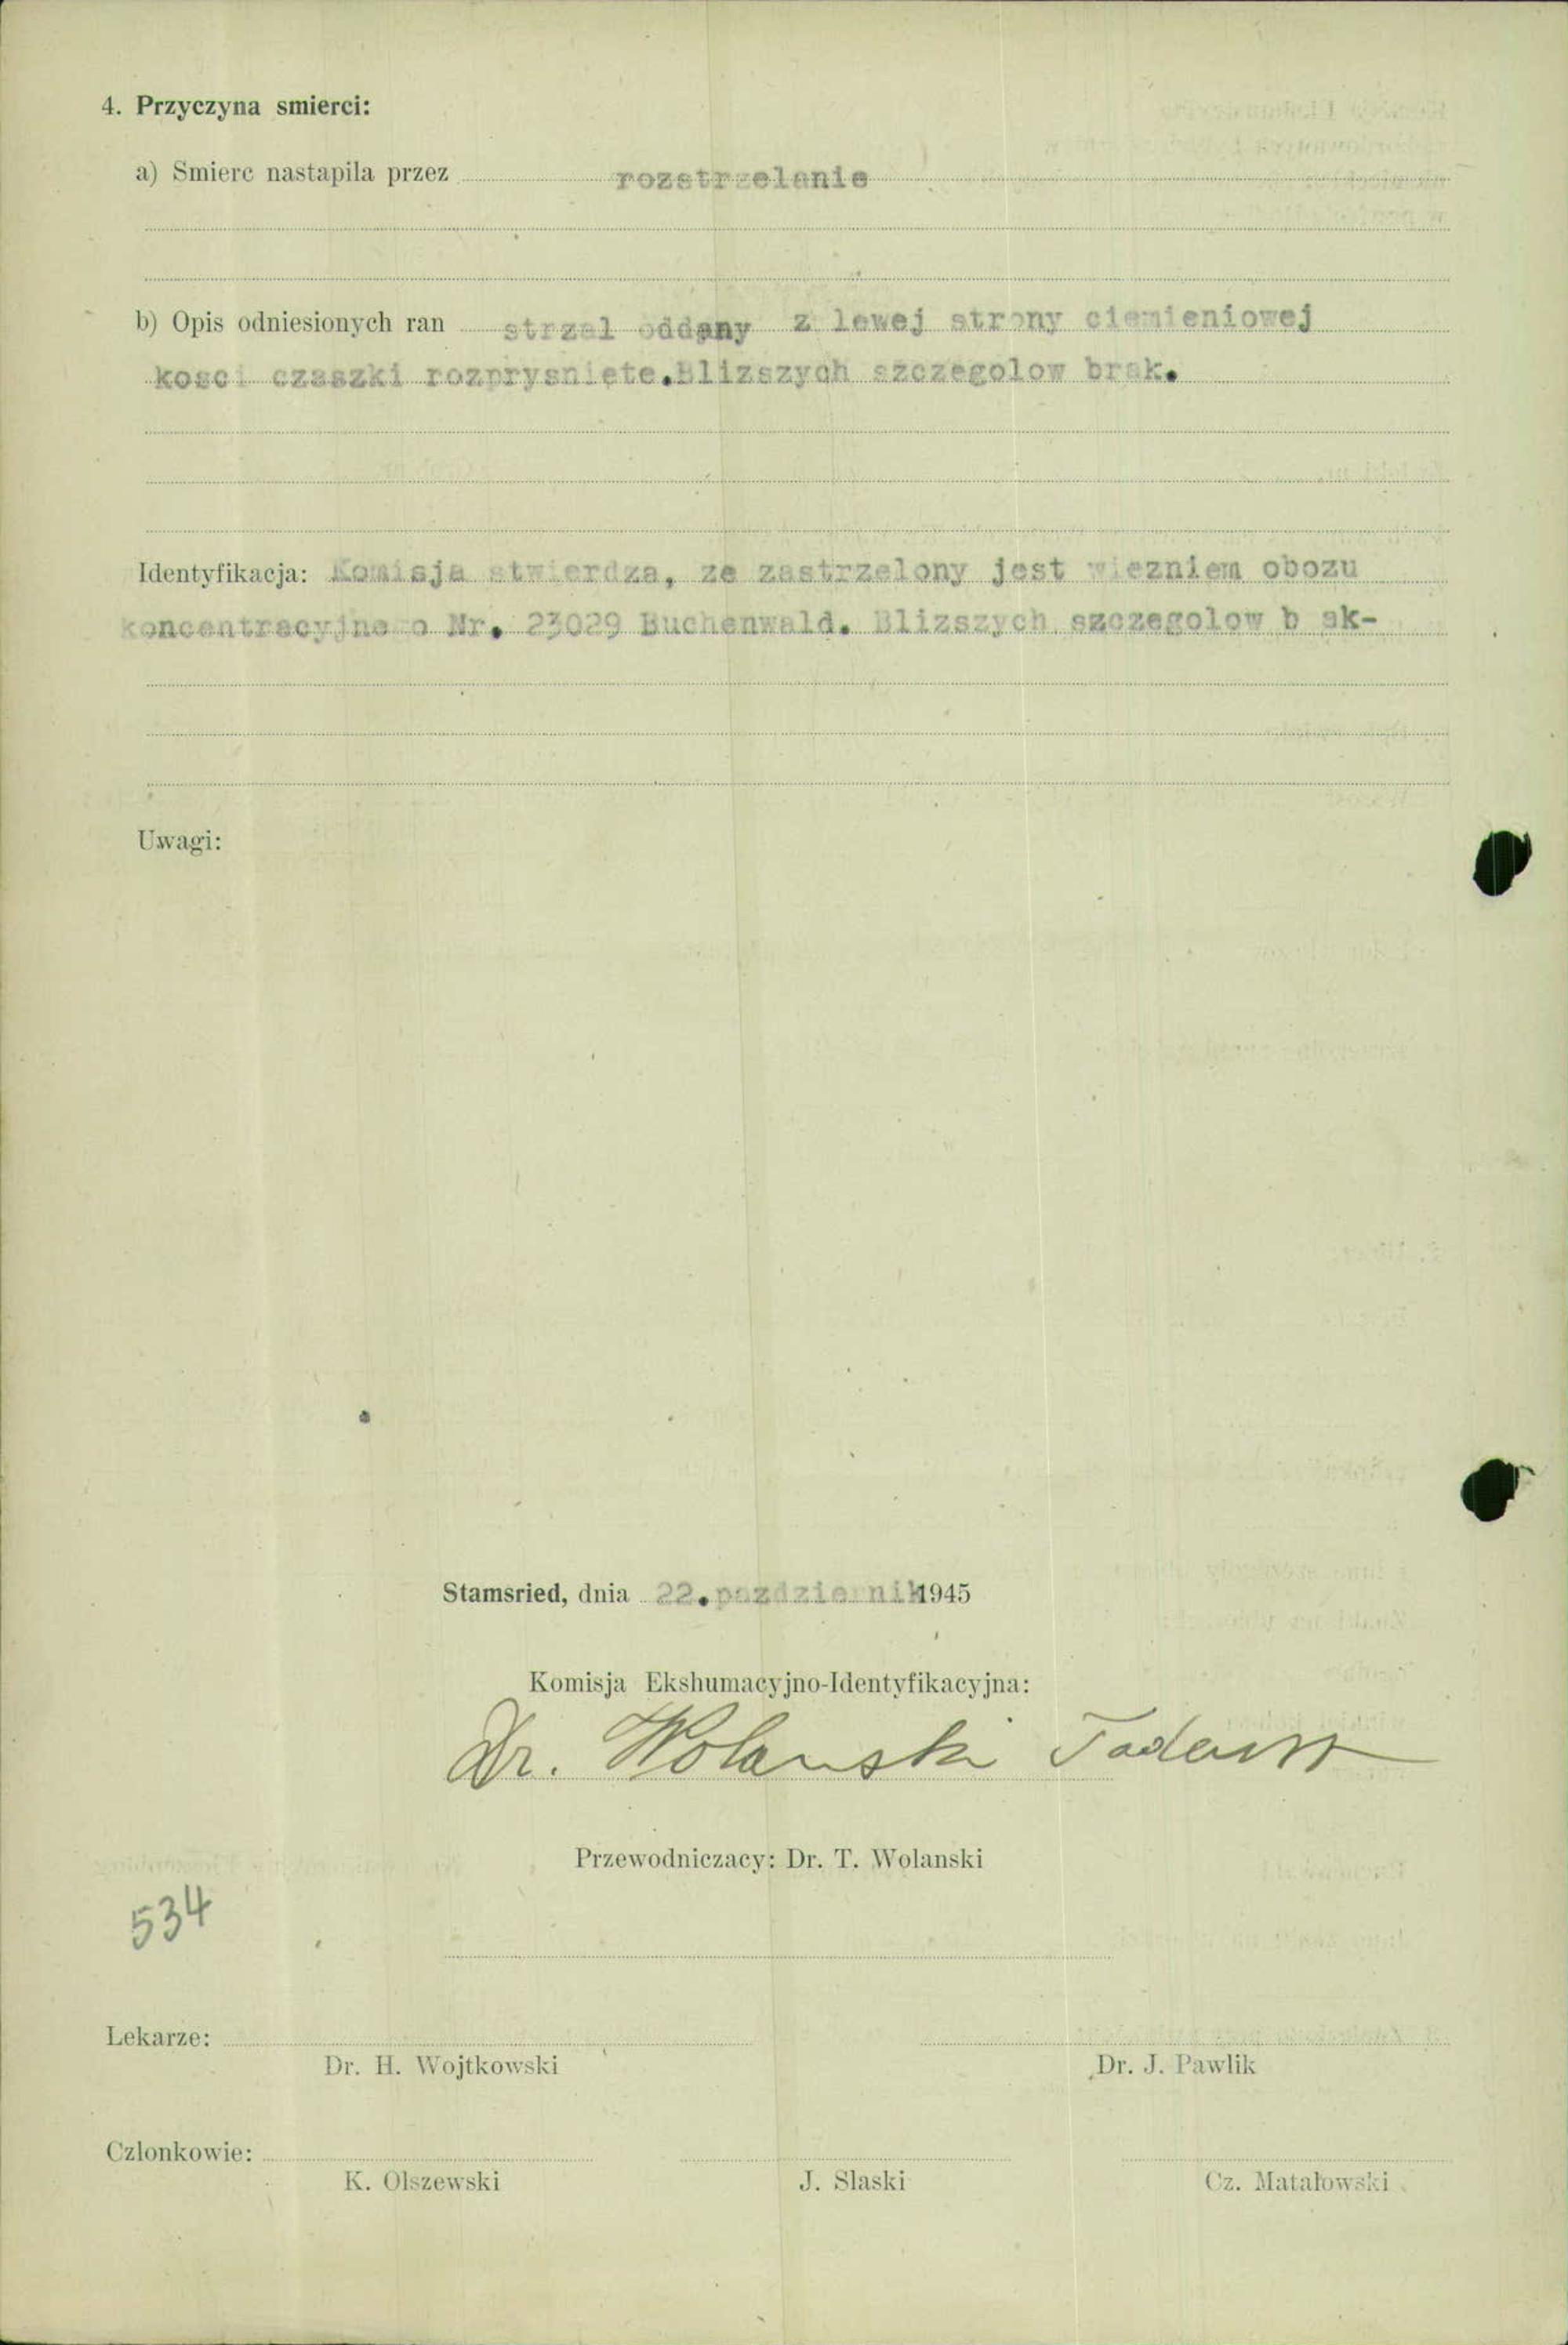 4. Przyczyna smierci:
a) Smierc nastapila przez rozstrzelanie
b) Opis odniesionych ran strzal oddany z lewej strony ciemieniowej
kosci czaszki rozprysniete. Blizszych szczegolow brak.
Identyfikacja: Komisja stwierdza, ze zastrzelony jest wiezniem obozu
koncentracyjnego Nr. 23029 Buchenwald. Blizszych szczegolow b ak-
Uwagi:
Stamsried, dnia 22. pazdziernik 1945
Komisja Ekshumacyjno-Identyfikacyjna:
Dr. Wolanski Tadeusz
Przewodniczacy: Dr. T. Wolanski
534
Lekarze:
Dr. H. Wojtkowski Dr. J. Pawlik
Czlonkowie:
K. Olszewski J. Slaski Cz. Matalowski